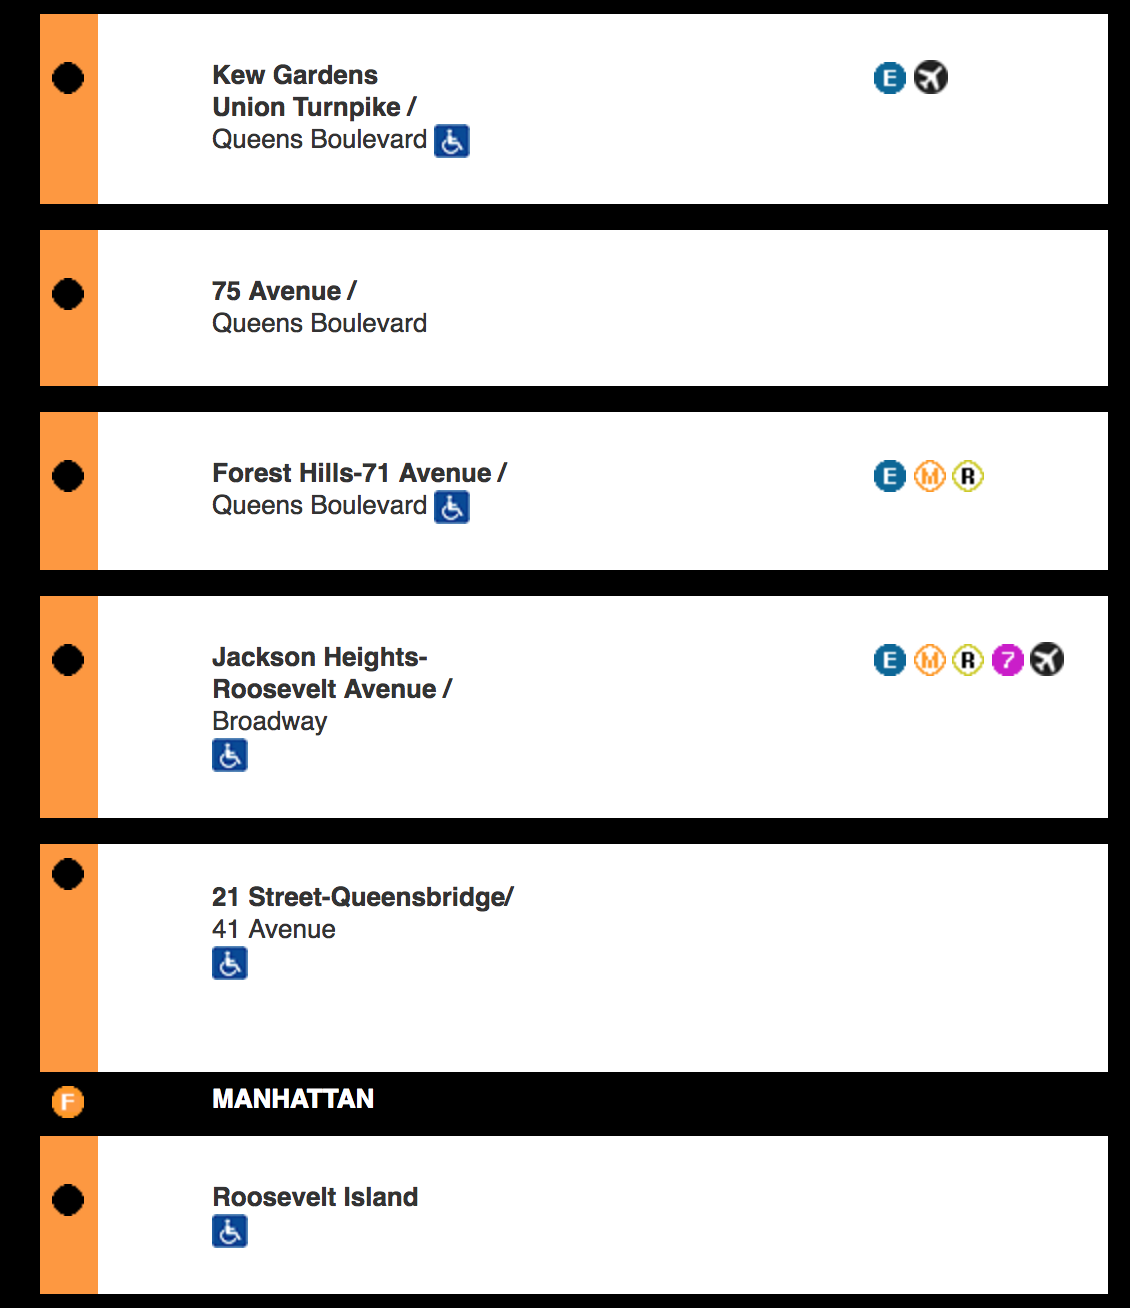 Kew Gardens
Union Turnpike /
Queens Boulevard
E
75 Avenue /
Queens Boulevard
Forest Hills-71 Avenue /
Queens Boulevard
E M R
Jackson Heights-
Roosevelt Avenue /
Broadway
E M R 7
21 Street-Queensbridge/
41 Avenue
F MANHATTAN
Roosevelt Island